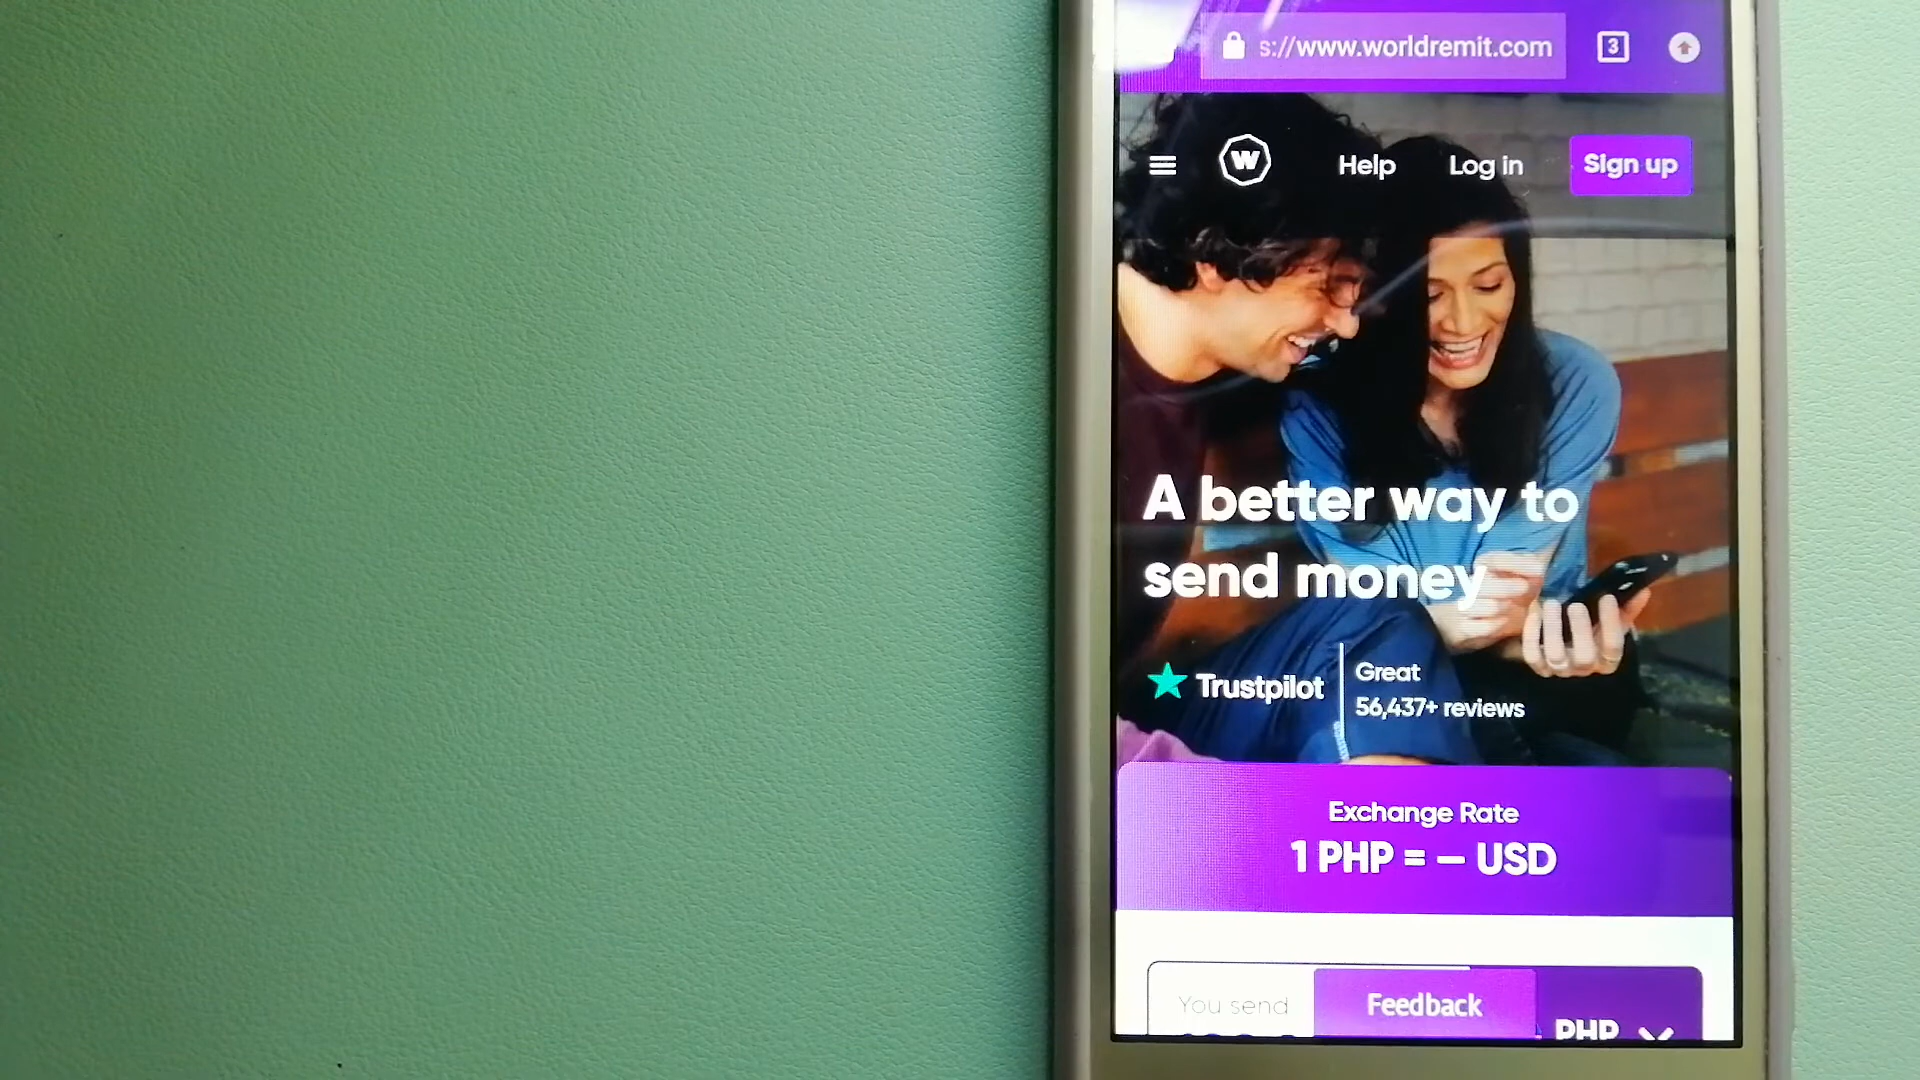 s://www.worldremit.com
3
W
Help
Log in
Sign up
A better way to
send money
Trustpilot
Great
56,437+ reviews
Exchange Rate
1 PHP = – USD
You send
Feedback
PHP